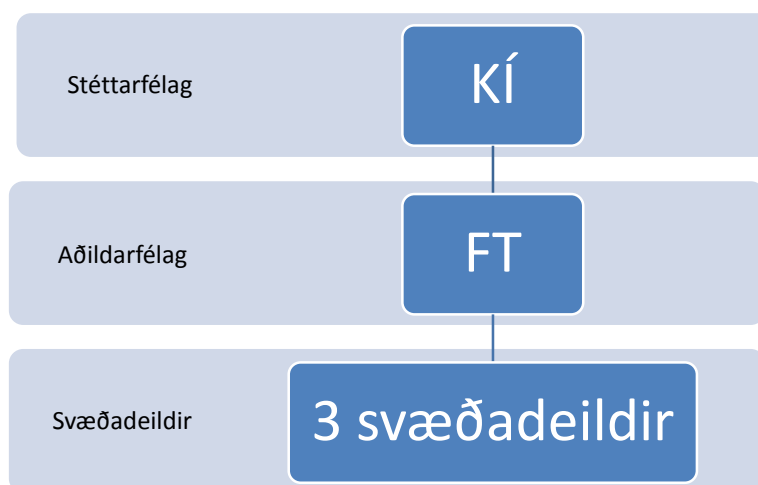 Stéttarfélag
KÍ
Aðildarfélag
FT
Svæðadeildir
3 svæðadeildir